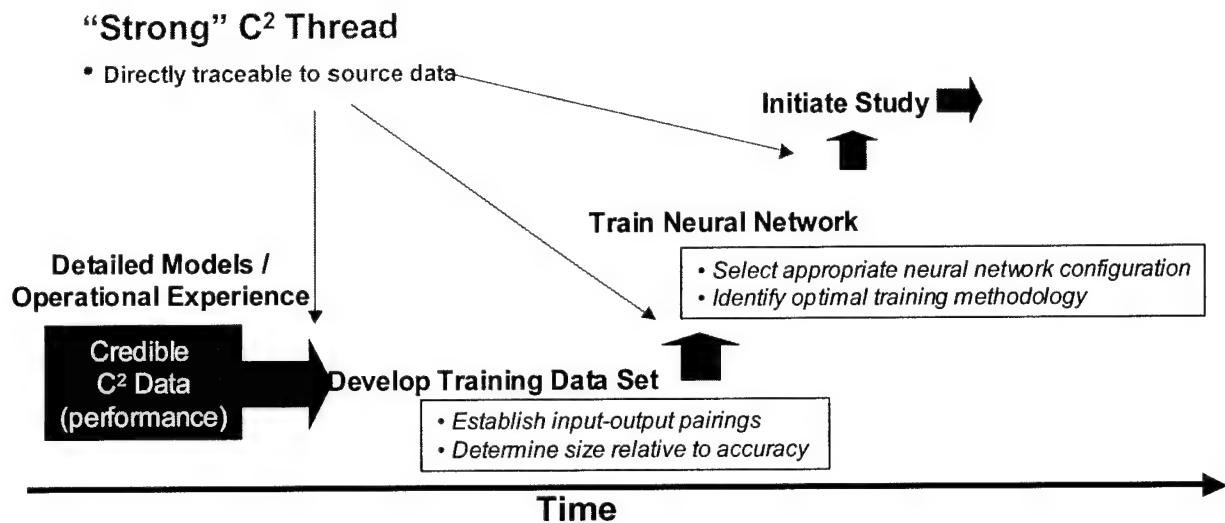 “Strong” C² Thread
• Directly traceable to source data
Initiate Study
Train Neural Network
• Select appropriate neural network configuration
• Identify optimal training methodology
Detailed Models /
Operational Experience
Credible
C² Data
(performance)
Develop Training Data Set
• Establish input-output pairings
• Determine size relative to accuracy
Time